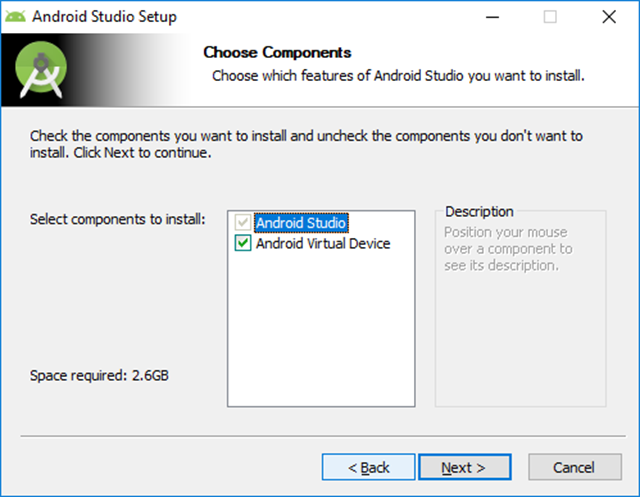 Android Studio Setup
Choose Components
Choose which features of Android Studio you want to install.
Check the components you want to install and uncheck the components you don't want to
install. Click Next to continue.
Select components to install:
Android Studio
Android Virtual Device
Description
Position your mouse
over a component to
see its description.
Space required: 2.6GB
< Back
Next >
Cancel